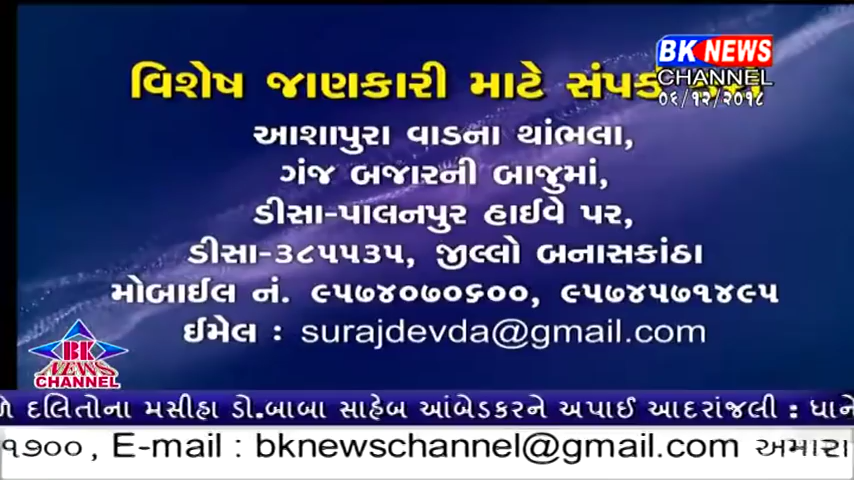 BK NEWS
CHANNEL
૦૬/૧૨/૨૦૧૮
વિશેષ જાણકારી માટે સંપર્ક
આશાપુરા વાડના થાંભલા,
ગંજ બજારની બાજુમાં,
ડીસા-પાલનપુર હાઈવે પર,
ડીસા-૩૮૫૫૩૫, જીલ્લો બનાસકાંઠા
મોબાઈલ નં. ૯૫૭૪૦૭૦૬૦૦, ૯૫૭૪૫૭૧૪૯૫
ઈમેલ : surajdevda@gmail.com
BK
NEWS
CHANNEL
દલિતોના મસીહા ડો.બાબા સાહેબ આંબેડકરને અપાઈ આદરાંજલી :
૧૭૦૦, E-mail : bknewschannel@gmail.com અમારા